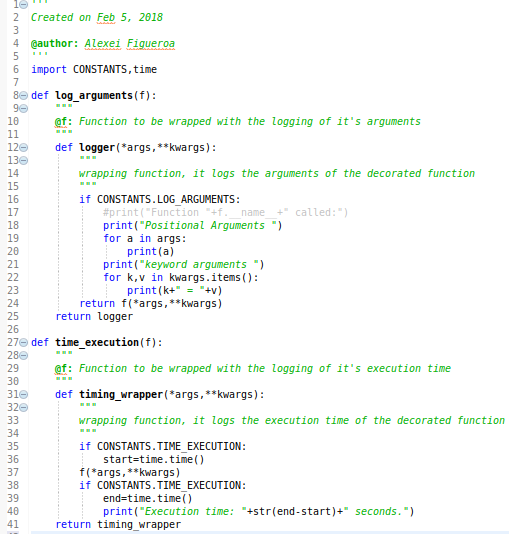 1 '''
2 Created on Feb 5, 2018
3
4 @author: Alexei Figueroa
5 '''
6 import CONSTANTS,time
7
8 def log_arguments(f):
9     """
10     @f: Function to be wrapped with the logging of it's arguments
11     """
12     def logger(*args,**kwargs):
13         """
14         wrapping function, it logs the arguments of the decorated function
15         """
16         if CONSTANTS.LOG_ARGUMENTS:
17             #print("Function "+f.__name__+" called:")
18             print("Positional Arguments ")
19             for a in args:
20                 print(a)
21             print("keyword arguments ")
22             for k,v in kwargs.items():
23                 print(k+" = "+v)
24         return f(*args,**kwargs)
25     return logger
26
27 def time_execution(f):
28     """
29     @f: Function to be wrapped with the logging of it's execution time
30     """
31     def timing_wrapper(*args,**kwargs):
32         """
33         wrapping function, it logs the execution time of the decorated function
34         """
35         if CONSTANTS.TIME_EXECUTION:
36             start=time.time()
37         f(*args,**kwargs)
38         if CONSTANTS.TIME_EXECUTION:
39             end=time.time()
40             print("Execution time: "+str(end-start)+" seconds.")
41     return timing_wrapper